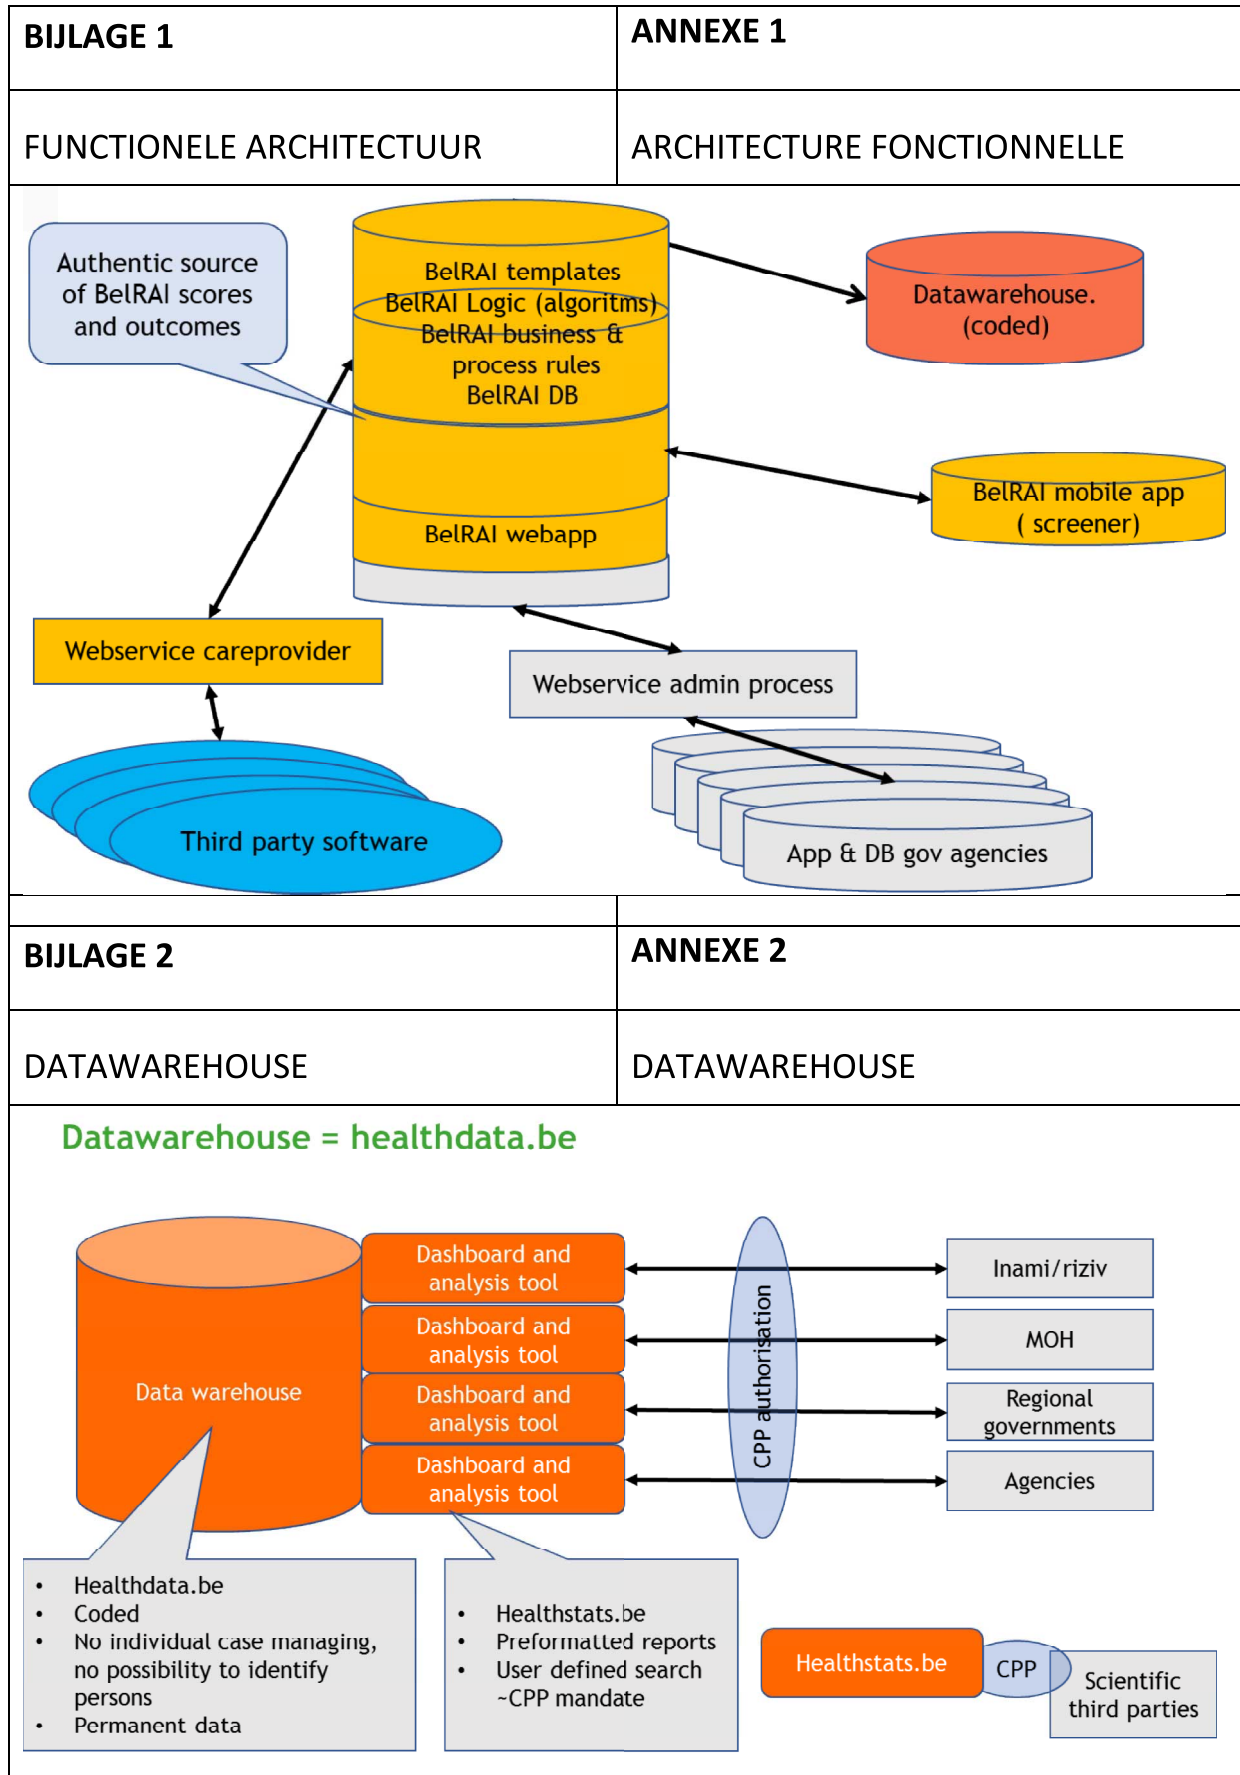 BIJLAGE 1
ANNEXE 1
FUNCTIONELE ARCHITECTUUR
ARCHITECTURE FONCTIONNELLE
Authentic source
of BelRAI scores
and outcomes
BelRAI templates
BelRAI Logic (algoritms)
BelRAI business &
process rules
BelRAI DB
BelRAI webapp
Datawarehouse.
(coded)
BelRAI mobile app
( screener)
Webservice careprovider
Webservice admin process
Third party software
App & DB gov agencies
BIJLAGE 2
ANNEXE 2
DATAWAREHOUSE
DATAWAREHOUSE
Datawarehouse = healthdata.be
Data warehouse
Dashboard and
analysis tool
Dashboard and
analysis tool
Dashboard and
analysis tool
Dashboard and
analysis tool
CPP authorisation
Inami/riziv
MOH
Regional
governments
Agencies
• Healthdata.be
• Coded
• No individual case managing,
no possibility to identify
persons
• Permanent data
• Healthstats.be
• Preformatted reports
• User defined search
~CPP mandate
Healthstats.be
CPP
Scientific
third parties